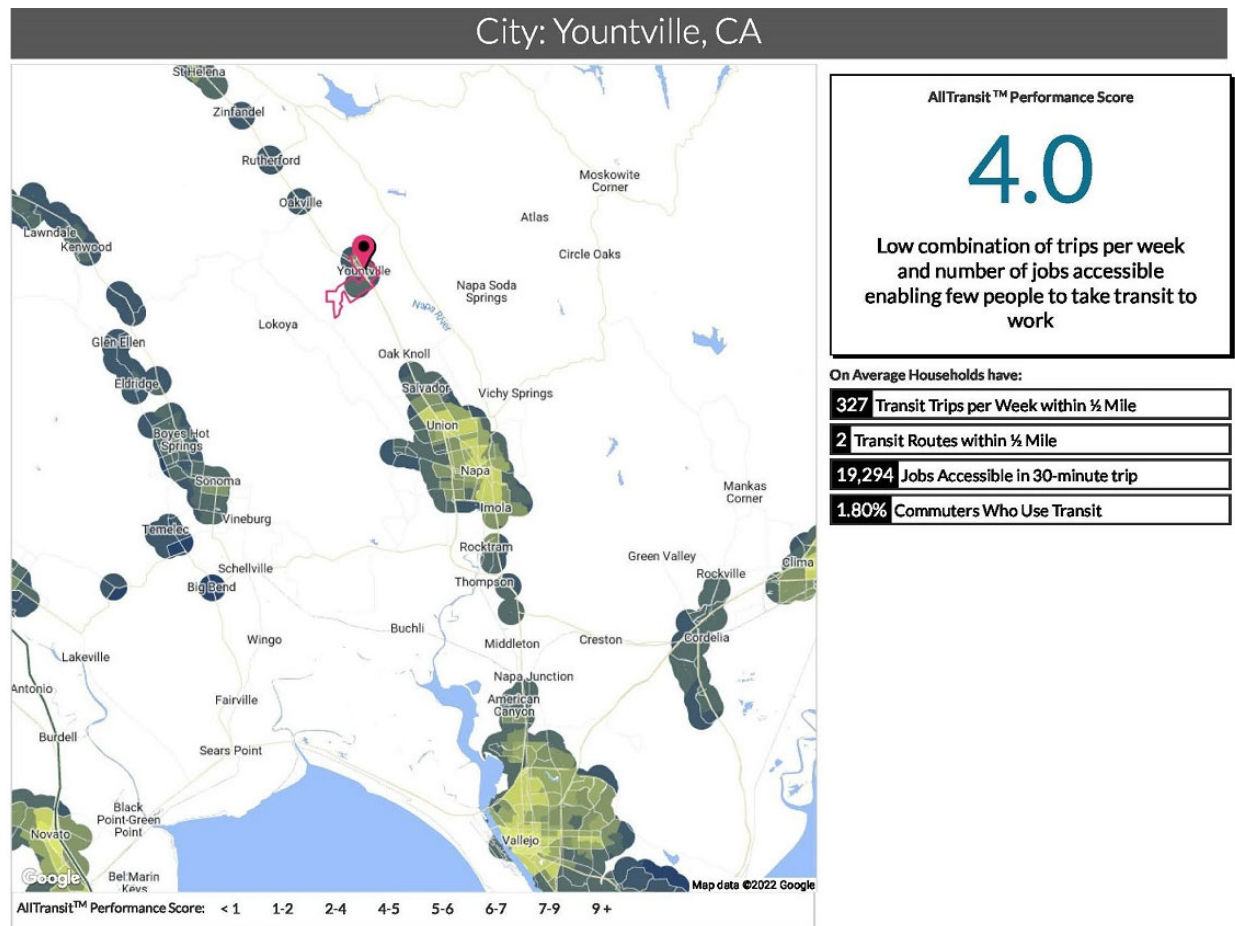 City: Yountville, CA
St Helena
Zinfandel
Rutherford
Oakville
Moskowite
Corner
Atlas
Circle Oaks
Lawndale
Kenwood
Yountville
Napa Soda
Springs
Napa River
Lokoya
Glen Ellen
Oak Knoll
Eldridge
Salvador
Vichy Springs
Boyes Hot
Springs
Union
Napa
Sonoma
Mankas
Corner
Imola
Vineburg
Temelec
Rocktram
Green Valley
Clima
Schellville
Rockville
Big Bend
Thompson
Buchli
Wingo
Middleton
Creston
Cordelia
Lakeville
Napa Junction
Antonio
Fairville
American
Canyon
Burdell
Sears Point
Black
Point-Green
Point
Novato
Vallejo
Bel Marin
Keys
Google
Map data ©2022 Google
AllTransit™ Performance Score: < 1 1-2 2-4 4-5 5-6 6-7 7-9 9 +
AllTransit ™ Performance Score
4.0
Low combination of trips per week
and number of jobs accessible
enabling few people to take transit to
work
On Average Households have:
327 Transit Trips per Week within ½ Mile
2 Transit Routes within ½ Mile
19,294 Jobs Accessible in 30-minute trip
1.80% Commuters Who Use Transit